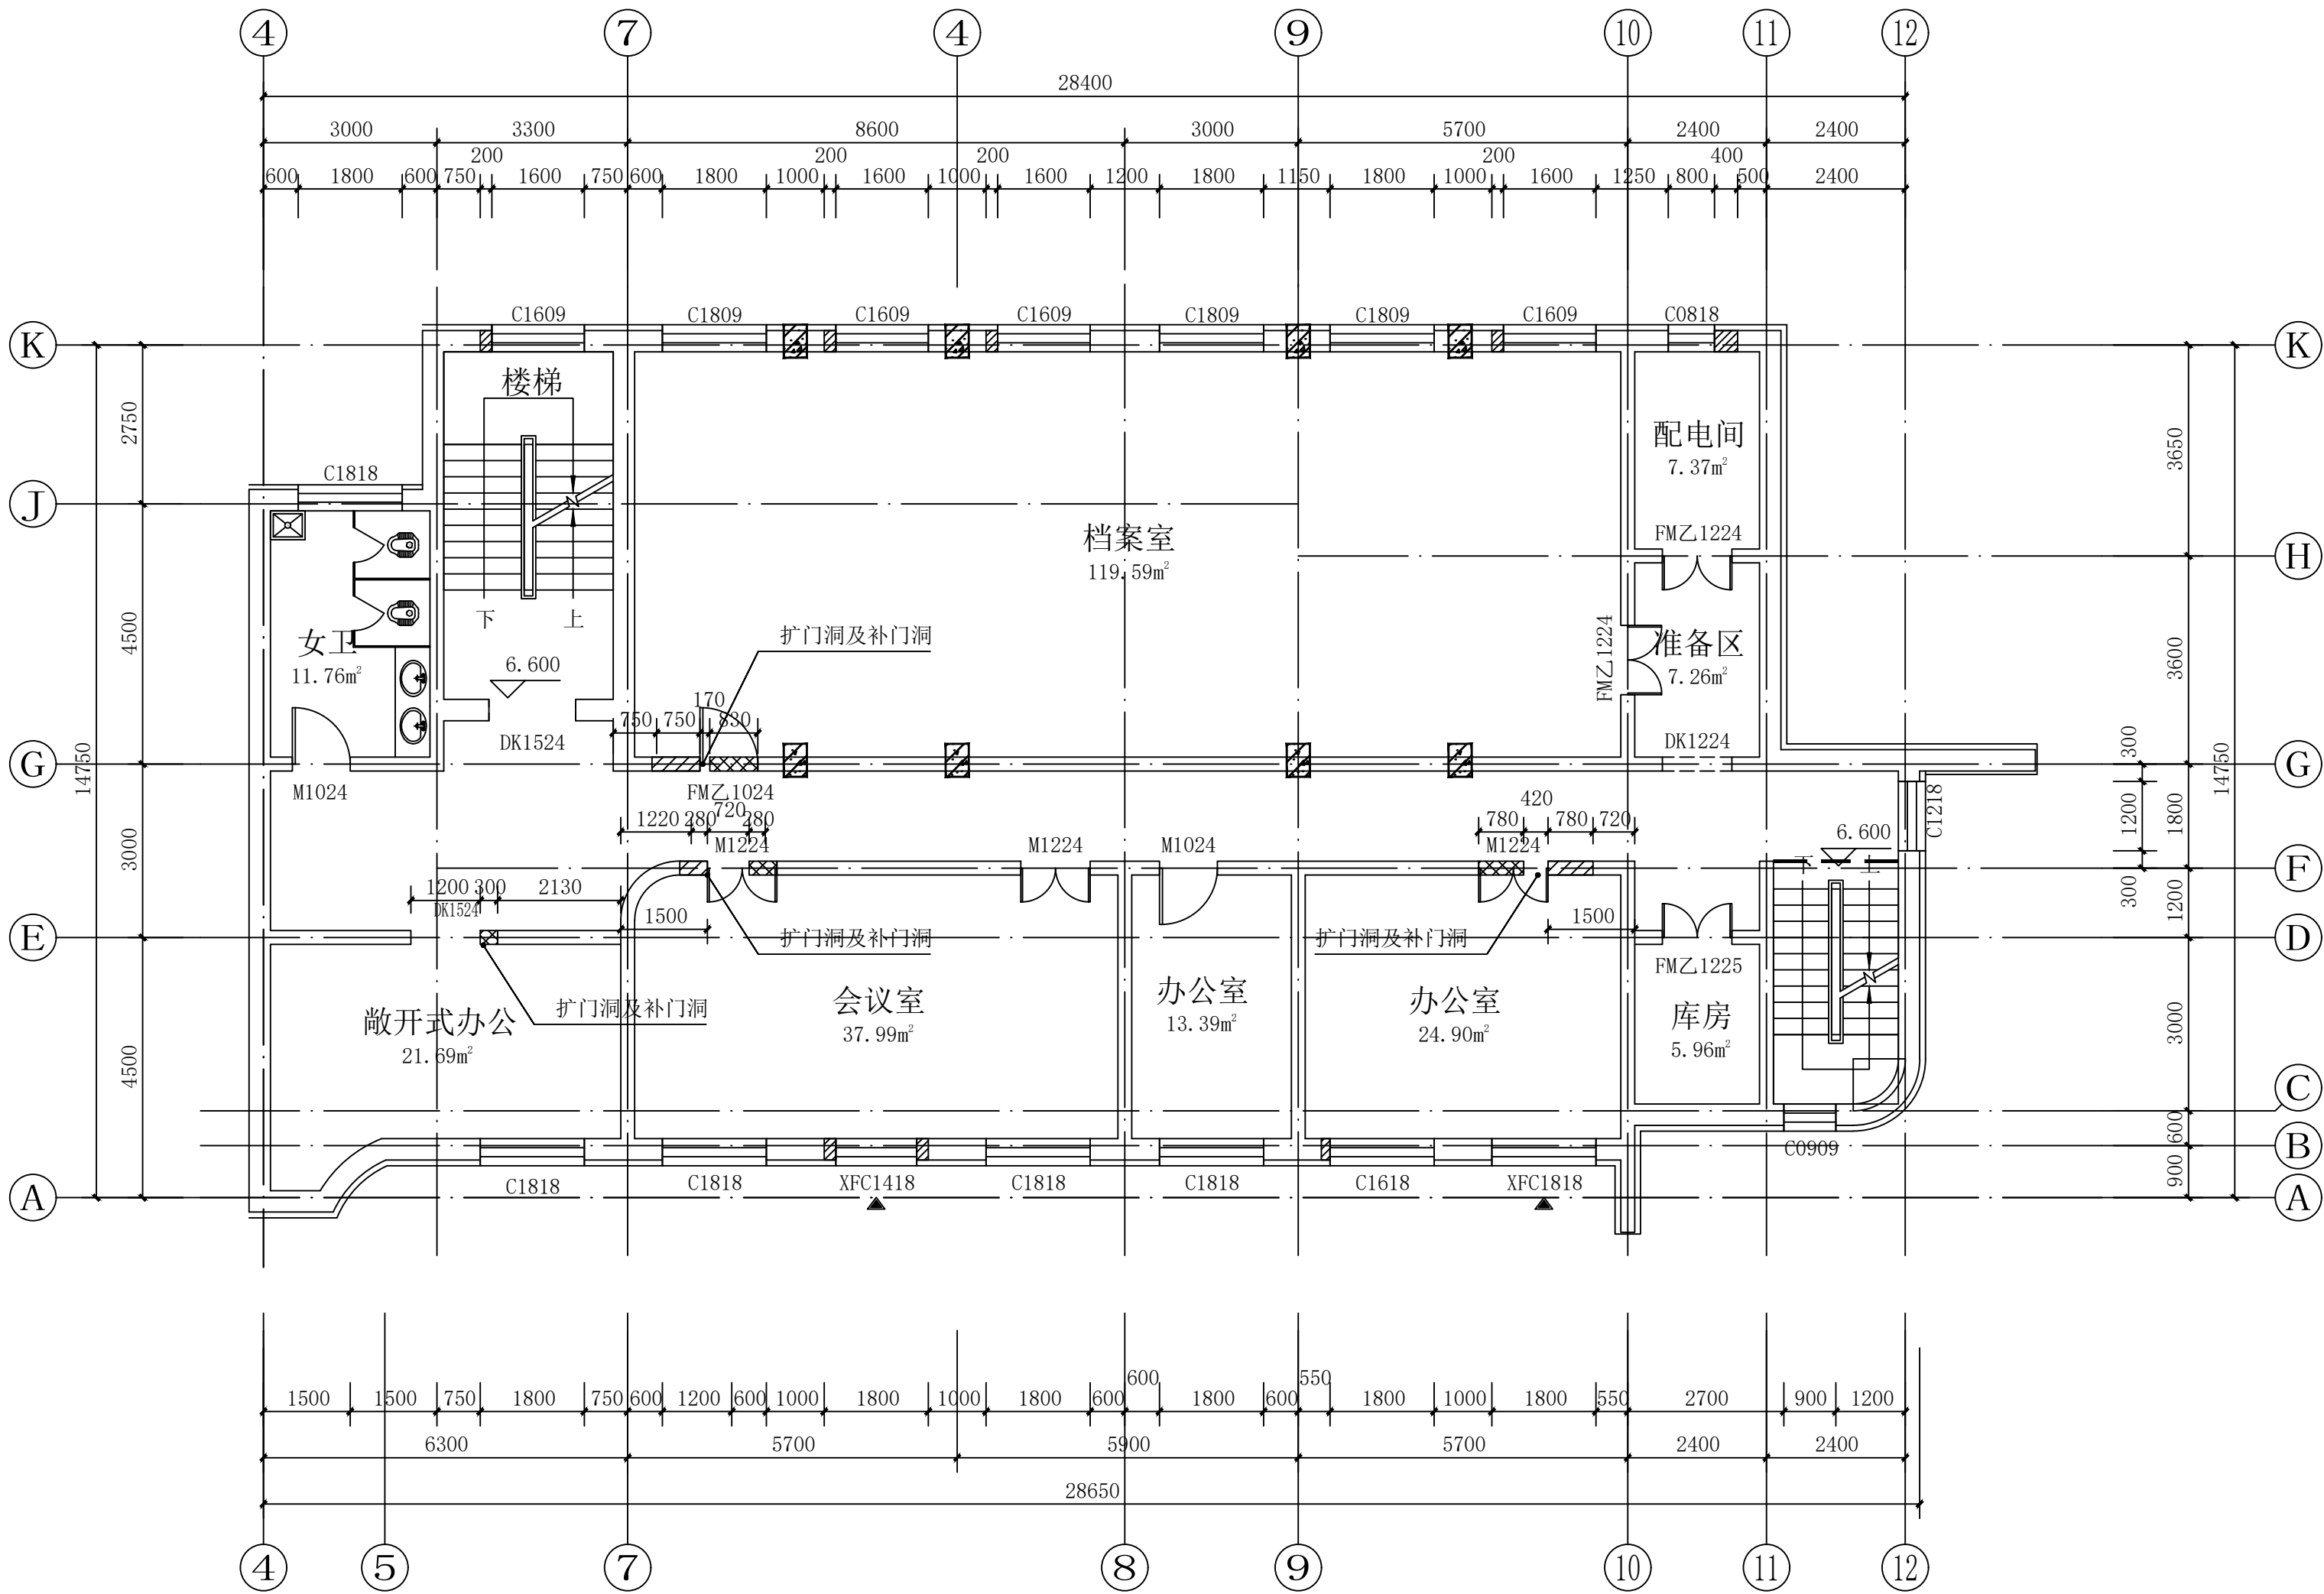 ④ ⑦ ④ ⑨ ⑩ ⑪ ⑫
28400
3000 3300 8600 3000 5700 2400 2400
200 200 200 200 400
600 1800 600 750 1600 750 600 1800 1000 1600 1000 1600 1200 1800 1150 1800 1000 1600 1250 800 500 2400
C1609 C1809 C1609 C1609 C1809 C1809 C1609 C0818
K K
楼梯
2750
配电间
7.37m²
3650
C1818
J
档案室
119.59m²
FM乙1224
H
下 上
女卫
11.76m²
4500
扩门洞及补门洞
FM乙1224
准备区
7.26m²
3600
6.600
170
750 750 830
DK1524
DK1224
300
G G
14750
14750
M1024
FM乙1024
720
420
1220 280 280
780 780 720
1200
1800
C1218
6.600
M1224 M1224 M1024 M1224
3000
下 上
F
1200 300 2130
DK1524
1500
1500
300
1200
E D
扩门洞及补门洞
扩门洞及补门洞
FM乙1225
敞开式办公
21.69m²
扩门洞及补门洞
会议室
37.99m²
办公室
13.39m²
办公室
24.90m²
库房
5.96m²
3000
4500
C
600
B
C0909
900
C1818 C1818 XFC1418 C1818 C1818 C1618 XFC1818
A A
600 550
1500 1500 750 1800 750 600 1200 600 1000 1800 1000 1800 600 1800 600 1800 1000 1800 550 2700 900 1200
6300 5700 5900 5700 2400 2400
28650
④ ⑤ ⑦ ⑧ ⑨ ⑩ ⑪ ⑫